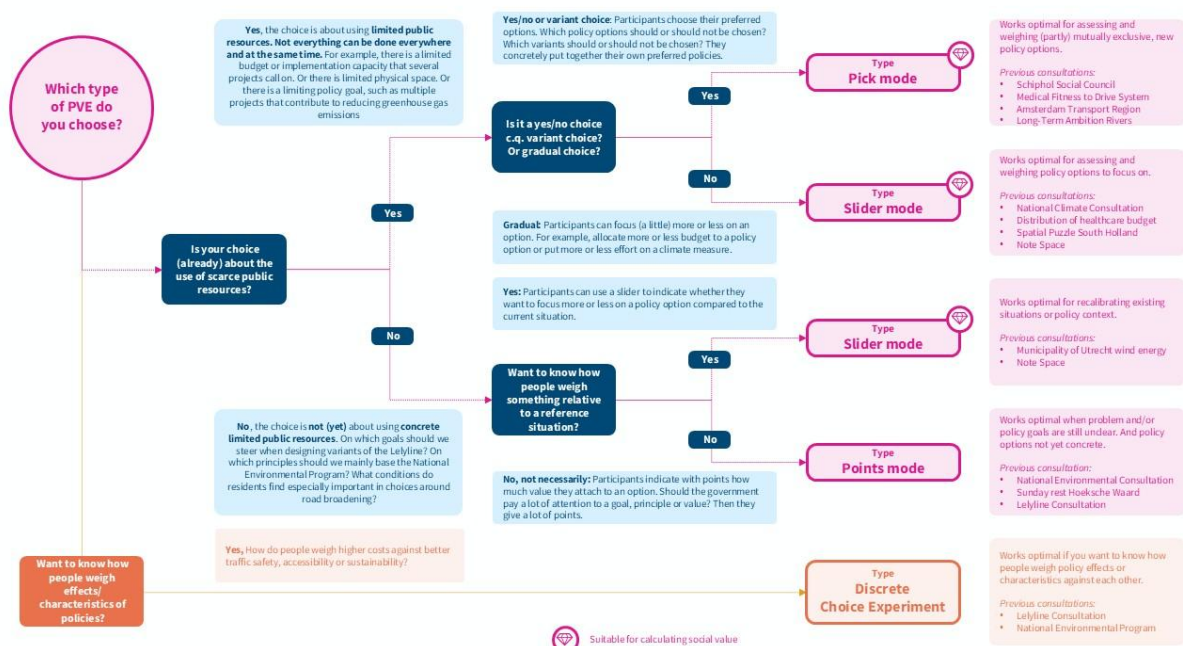 Which type
of PVE do
you choose?
Yes, the choice is about using limited public
resources. Not everything can be done everywhere
and at the same time. For example, there is a limited
budget or implementation capacity that several
projects call on. Or there is limited physical space. Or
there is a limiting policy goal, such as multiple
projects that contribute to reducing greenhouse gas
emissions
Is your choice
(already) about the
use of scarce public
resources?
Yes
No
No, the choice is not (yet) about using concrete
limited public resources. On which goals should we
steer when designing variants of the Lelyline? On
which principles should we mainly base the National
Environmental Program? What conditions do
residents find especially important in choices around
road broadening?
Yes/no or variant choice: Participants choose their preferred
options. Which policy options should or should not be chosen?
Which variants should or should not be chosen? They
concretely put together their own preferred policies.
Is it a yes/no choice
c.q. variant choice?
Or gradual choice?
Yes
No
Gradual: Participants can focus (a little) more or less on an
option. For example, allocate more or less budget to a policy
option or put more or less effort on a climate measure.
Yes: Participants can use a slider to indicate whether they
want to focus more or less on a policy option compared to the
current situation.
Want to know how
people weigh
something relative
to a reference
situation?
Yes
No
No, not necessarily: Participants indicate with points how
much value they attach to an option. Should the government
pay a lot of attention to a goal, principle or value? Then they
give a lot of points.
Type
Pick mode
Works optimal for assessing and
weighing (partly) mutually exclusive, new
policy options.
Previous consultations:
• Schiphol Social Council
• Medical Fitness to Drive System
• Amsterdam Transport Region
• Long-Term Ambition Rivers
Type
Slider mode
Works optimal for assessing and
weighing policy options to focus on.
Previous consultations:
• National Climate Consultation
• Distribution of healthcare budget
• Spatial Puzzle South Holland
• Note Space
Type
Slider mode
Works optimal for recalibrating existing
situations or policy context.
Previous consultations:
• Municipality of Utrecht wind energy
• Note Space
Type
Points mode
Works optimal when problem and/or
policy goals are still unclear. And policy
options not yet concrete.
Previous consultation:
• National Environmental Consultation
• Sunday rest Hoeksche Waard
• Lelyline Consultation
Want to know how
people weigh
effects/
characteristics of
policies?
Yes, How do people weigh higher costs against better
traffic safety, accessibility or sustainability?
Type
Discrete
Choice Experiment
Works optimal if you want to know how
people weigh policy effects or
characteristics against each other.
Previous consultations:
• Lelyline Consultation
• National Environmental Program
Suitable for calculating social value